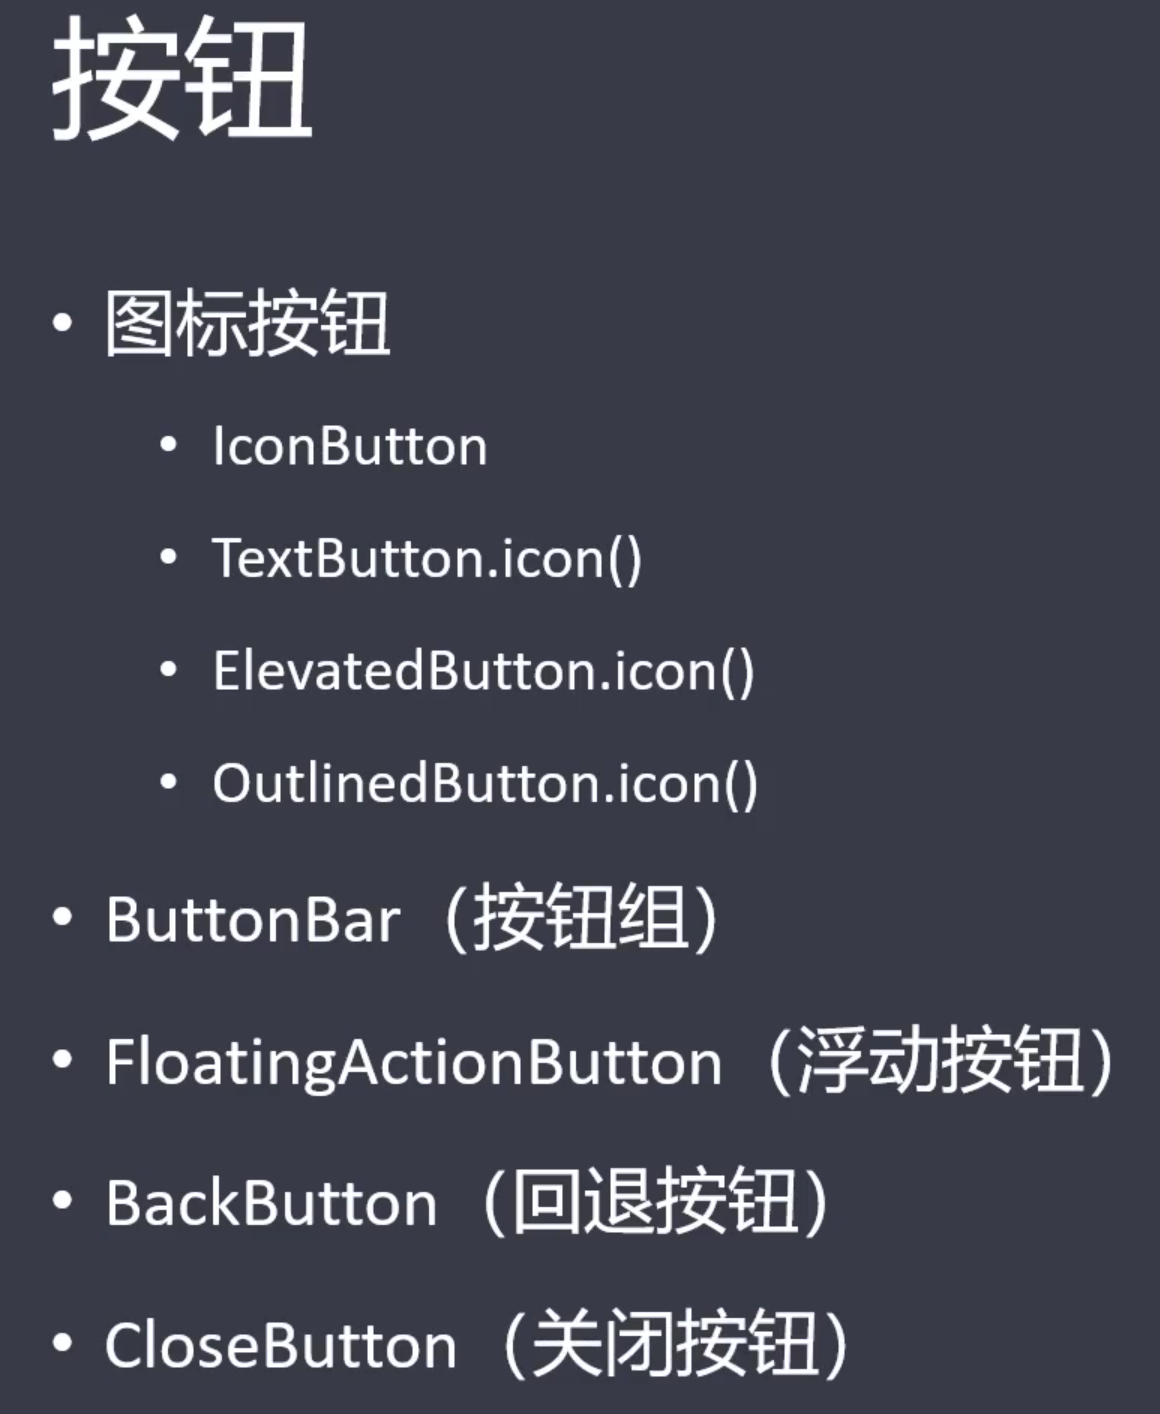 按钮
• 图标按钮
• IconButton
• TextButton.icon()
• ElevatedButton.icon()
• OutlinedButton.icon()
• ButtonBar（按钮组）
• FloatingActionButton（浮动按钮）
• BackButton（回退按钮）
• CloseButton（关闭按钮）